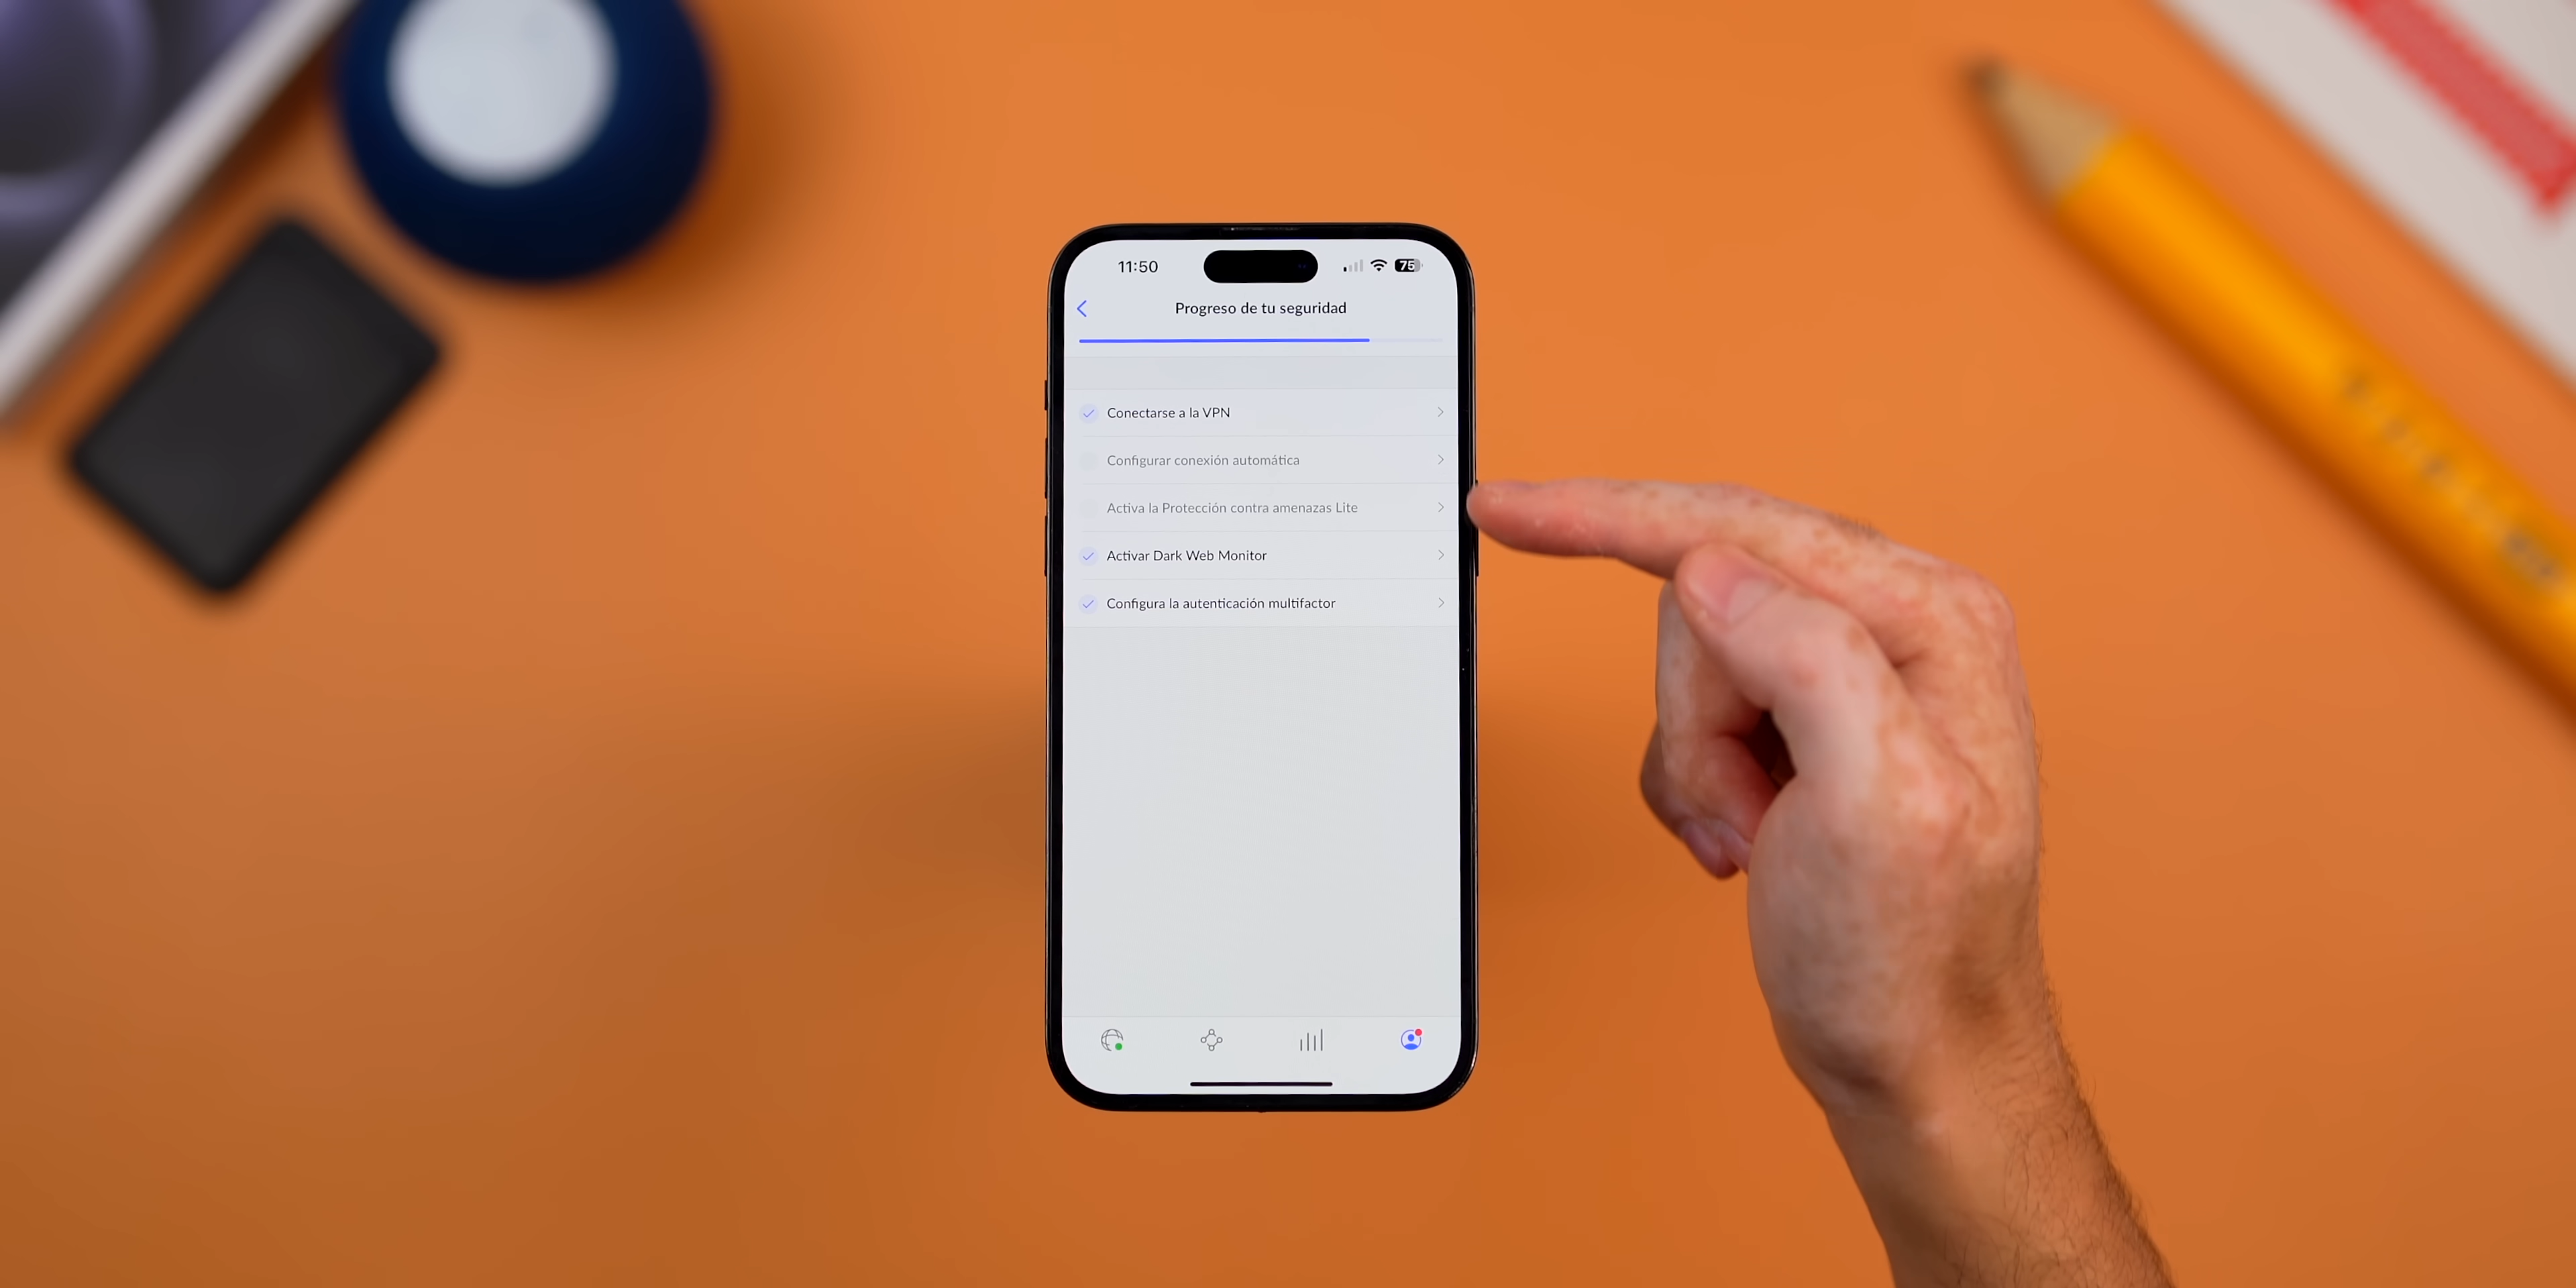 11:50
75
Progreso de tu seguridad
Conectarse a la VPN
Configurar conexión automática
Activa la Protección contra amenazas Lite
Activar Dark Web Monitor
Configura la autenticación multifactor